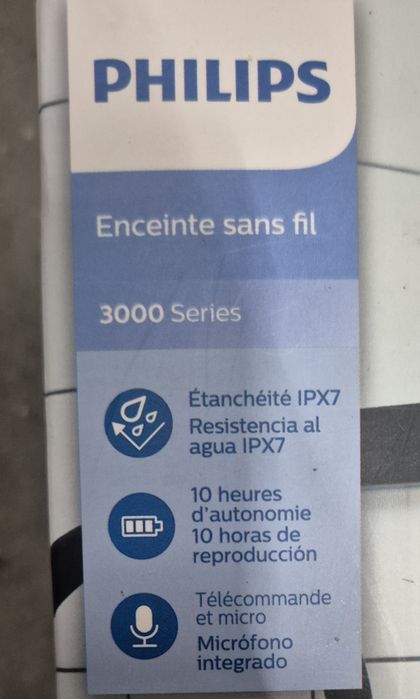 PHILIPS
Enceinte sans fil
3000 Series
Étanchéité IPX7
Resistencia al
agua IPX7
10 heures
d'autonomie
10 horas de
reproducción
Télécommande
et micro
Micrófono
integrado